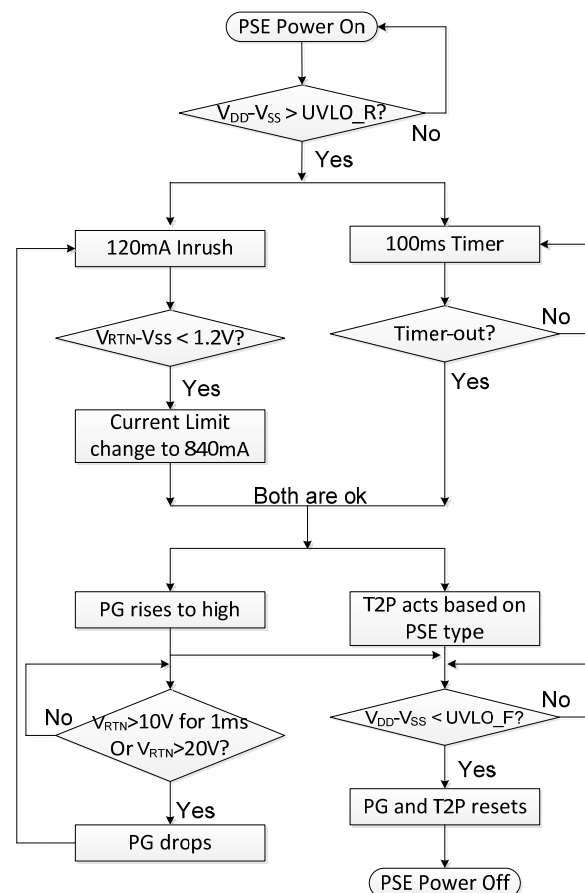 PSE Power On
VDD-VSS > UVLO_R?
No
Yes
120mA Inrush
100ms Timer
VRTN-VSS < 1.2V?
Timer-out?
No
Yes
Yes
Current Limit
change to 840mA
Both are ok
PG rises to high
T2P acts based on
PSE type
No
VRTN>10V for 1ms
Or VRTN>20V?
VDD-VSS < UVLO_F?
No
Yes
Yes
PG drops
PG and T2P resets
PSE Power Off